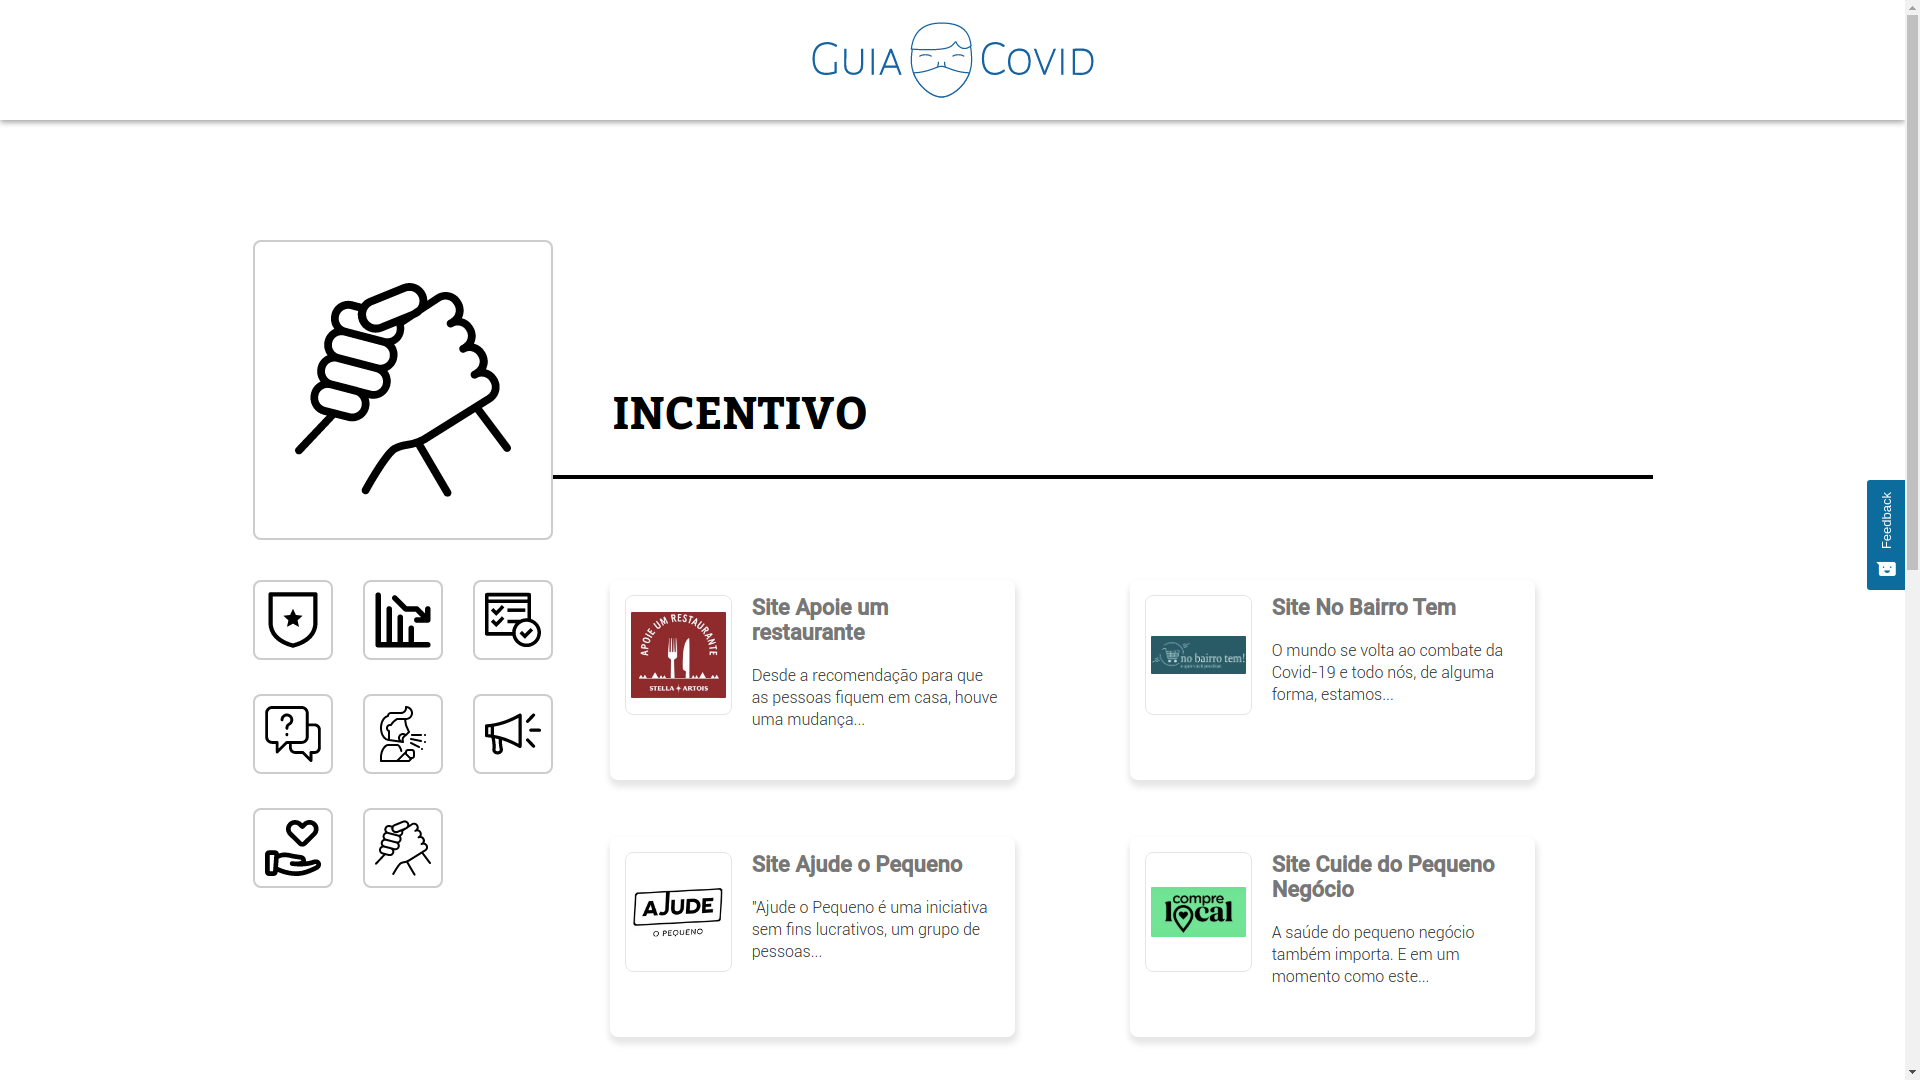 GUIA COVID
INCENTIVO
Feedback
APOIE UM RESTAURANTE
STELLA ARTOIS
Site Apoie um
restaurante
Desde a recomendação para que
as pessoas fiquem em casa, houve
uma mudança...
no bairro tem!
Site No Bairro Tem
O mundo se volta ao combate da
Covid-19 e todo nós, de alguma
forma, estamos...
AJUDE
O PEQUENO
Site Ajude o Pequeno
"Ajude o Pequeno é uma iniciativa
sem fins lucrativos, um grupo de
pessoas...
compre
local
Site Cuide do Pequeno
Negócio
A saúde do pequeno negócio
também importa. E em um
momento como este...